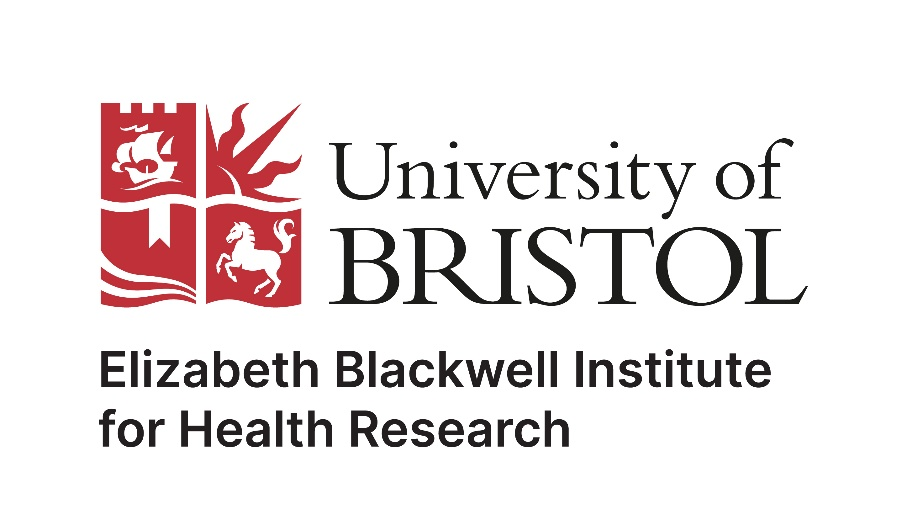 University of
BRISTOL
Elizabeth Blackwell Institute
for Health Research